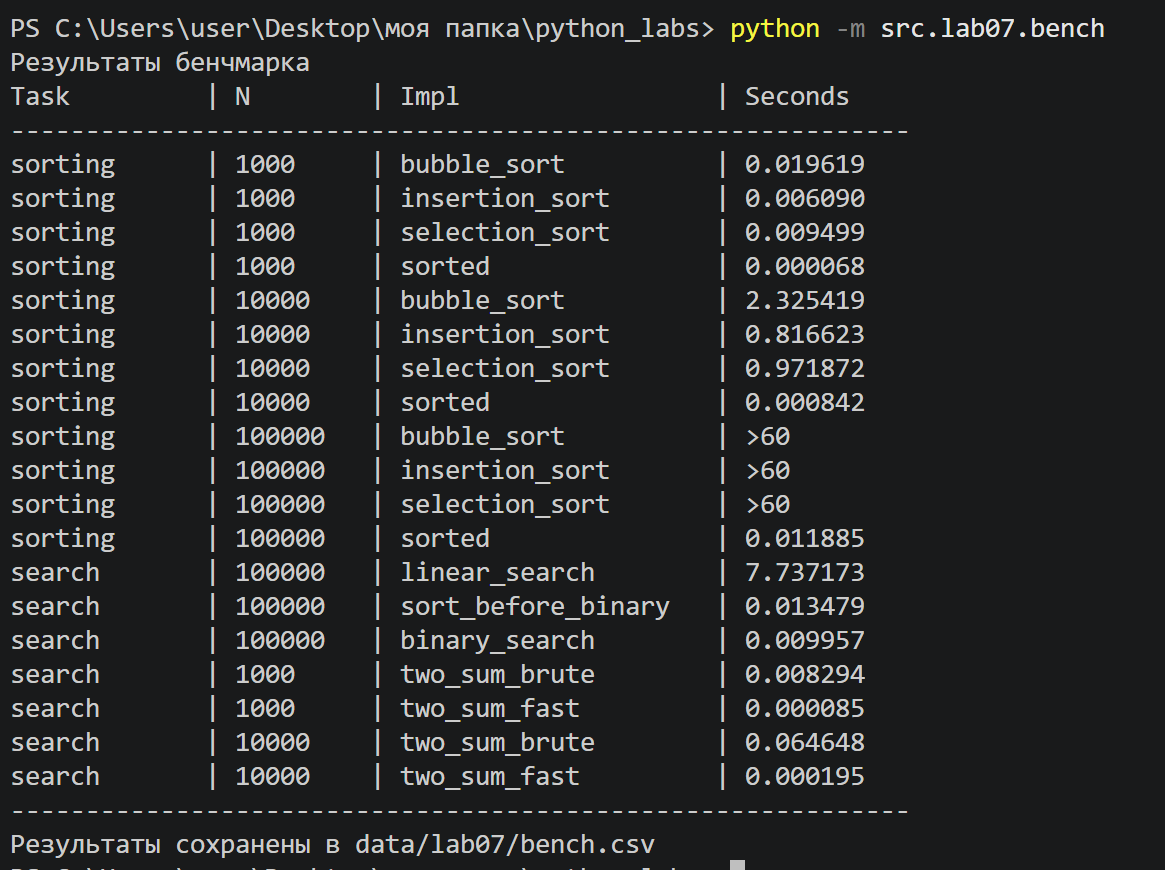 PS C:\Users\user\Desktop\моя папка\python_labs> python -m src.lab07.bench
Результаты бенчмарка
Task | N | Impl | Seconds
------------------------------------------------------------
sorting | 1000 | bubble_sort | 0.019619
sorting | 1000 | insertion_sort | 0.006090
sorting | 1000 | selection_sort | 0.009499
sorting | 1000 | sorted | 0.000068
sorting | 10000 | bubble_sort | 2.325419
sorting | 10000 | insertion_sort | 0.816623
sorting | 10000 | selection_sort | 0.971872
sorting | 10000 | sorted | 0.000842
sorting | 100000 | bubble_sort | >60
sorting | 100000 | insertion_sort | >60
sorting | 100000 | selection_sort | >60
sorting | 100000 | sorted | 0.011885
search | 100000 | linear_search | 7.737173
search | 100000 | sort_before_binary | 0.013479
search | 100000 | binary_search | 0.009957
search | 1000 | two_sum_brute | 0.008294
search | 1000 | two_sum_fast | 0.000085
search | 10000 | two_sum_brute | 0.064648
search | 10000 | two_sum_fast | 0.000195
------------------------------------------------------------
Результаты сохранены в data/lab07/bench.csv